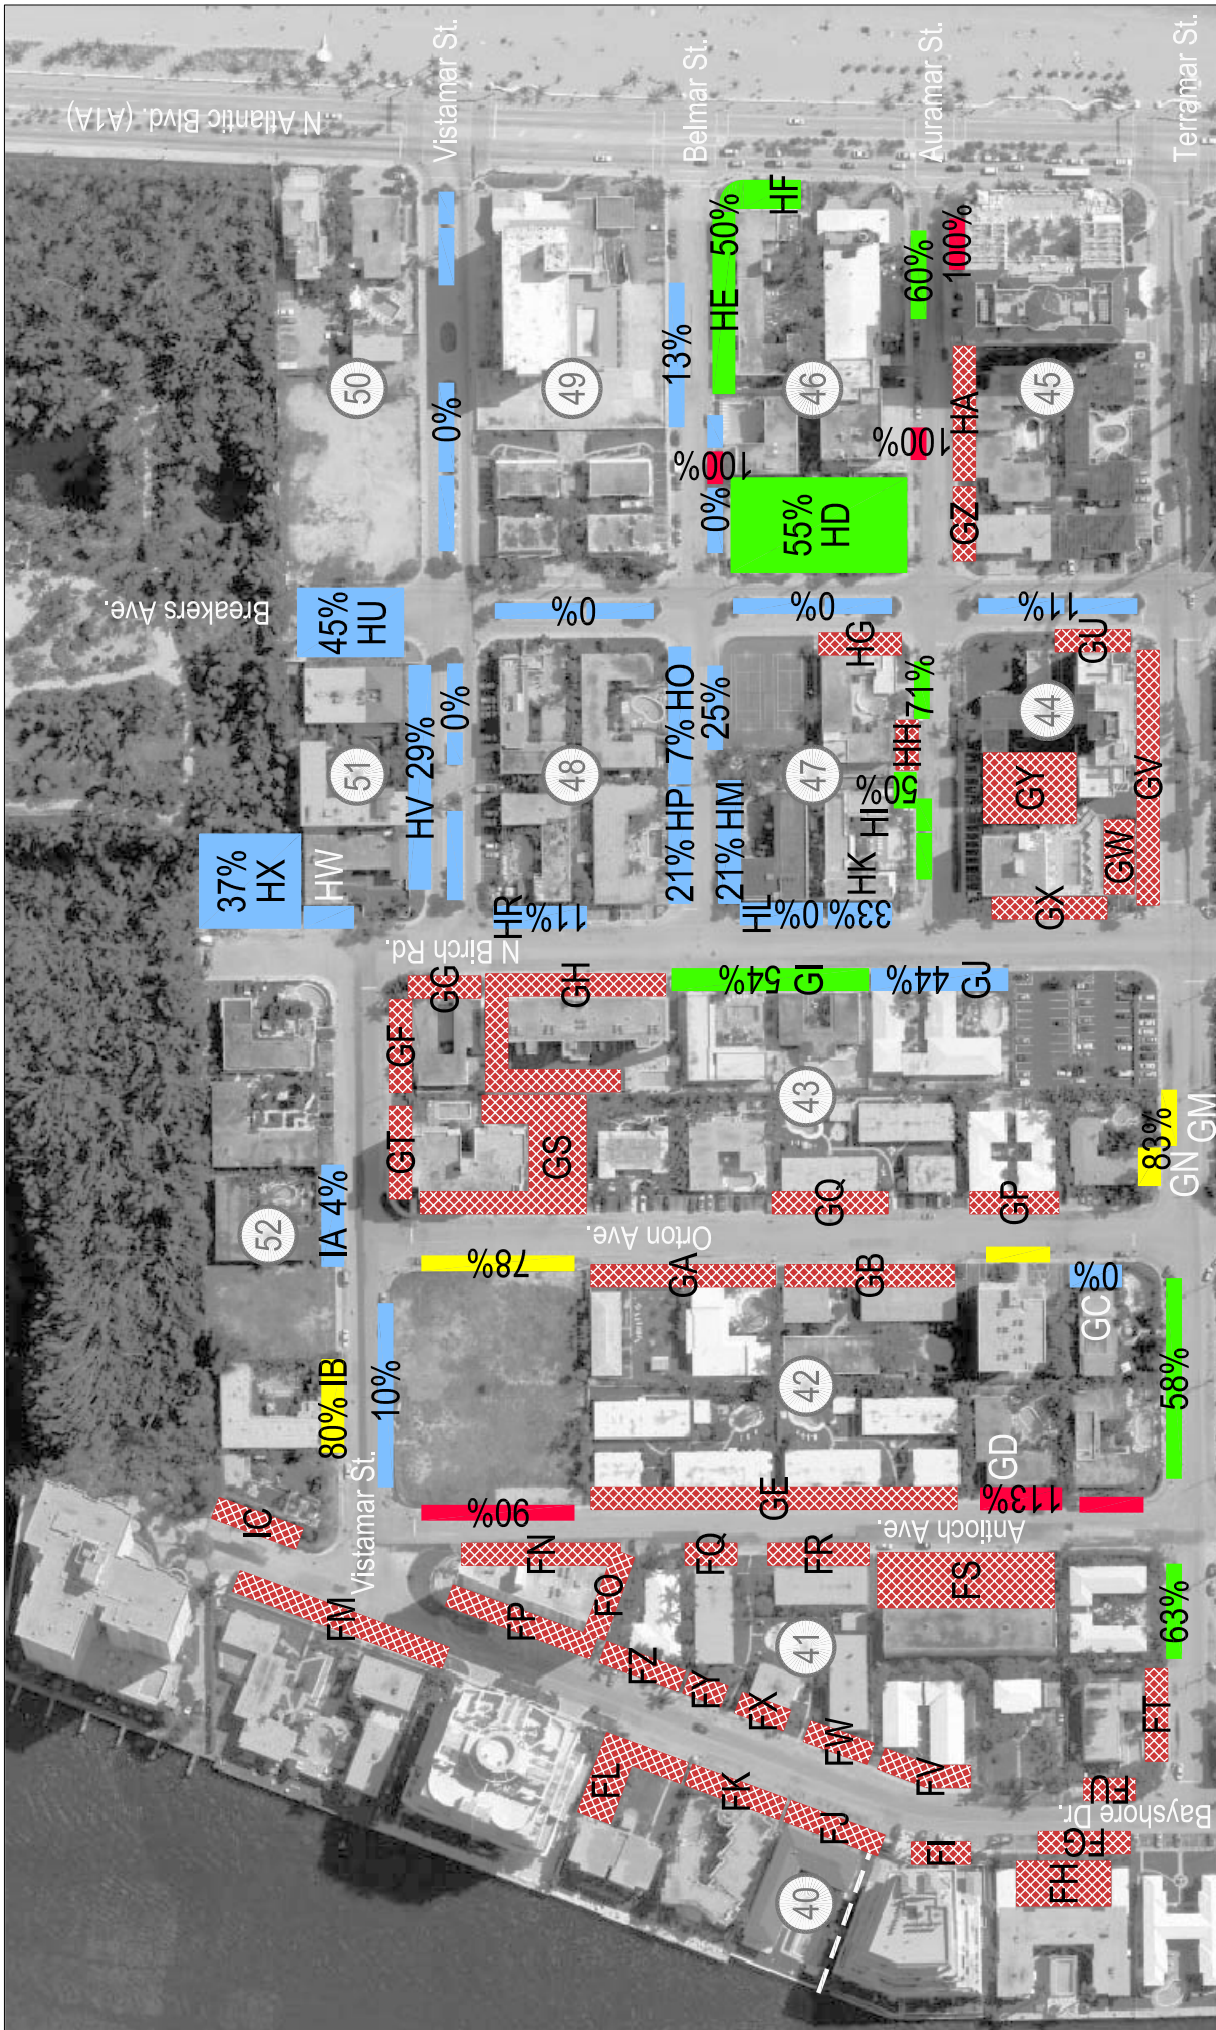 N Atlantic Blvd. (A1A)
Vistamar St.
Belmar St.
Auramar St.
Terramar St.
HF
HE 50%
60%
100%
50
49
13%
46
45
0%
100%
100%
HA
0%
55%
HD
GZ
Breakers Ave.
45%
HU
0%
0%
11%
HG
GU
HV 29%
0%
7% HO
25%
71%
44
51
48
47
HH
50%
GY
GV
37%
HX
HW
21% HP
21% HM
HI
HK
GW
HR
11%
HL
0%
33%
GX
N Birch Rd.
GG
GH
54%
GI
44%
GJ
GF
43
GT
GS
GQ
GP
83%
GN GM
52
IA 4%
Orton Ave.
78%
GA
GB
0%
GC
80% IB
10%
42
58%
Vistamar St.
90%
GE
GD
113%
Antioch Ave.
IC
FN
FQ
FR
FS
FM
FP
FO
63%
FZ
FY
FX
41
FW
FV
FT
FL
FK
FJ
FU
Bayshore Dr.
FI
FG
FH
40